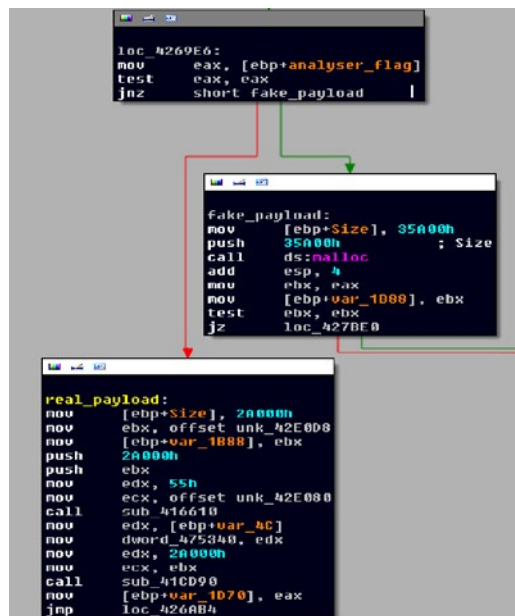 loc_4269E6:
mov eax, [ebp+analyser_flag]
test eax, eax
jnz short fake_payload
fake_payload:
mov [ebp+Size], 35A00h
push 35A00h ; Size
call ds:malloc
add esp, 4
mov ebx, eax
mov [ebp+var_1D88], ebx
test ebx, ebx
jz loc_427BE0
real_payload:
mov [ebp+Size], 2A000h
mov ebx, offset unk_42E0D8
mov [ebp+var_1B88], ebx
push 2A000h
push ebx
mov edx, 55h
mov ecx, offset unk_42E080
call sub_416610
mov edx, [ebp+var_4C]
mov dword_475340, edx
mov edx, 2A000h
mov ecx, ebx
call sub_41CD90
mov [ebp+var_1D70], eax
jmp loc_426AB4